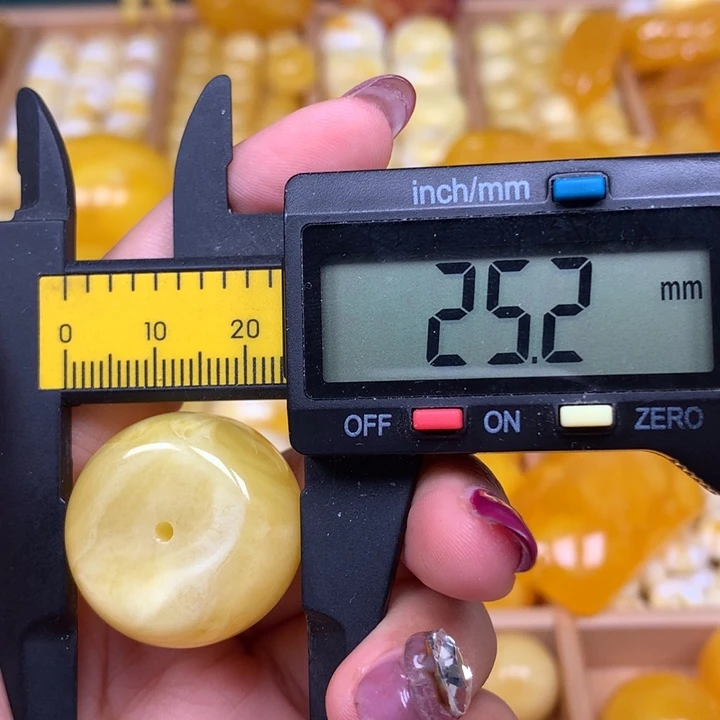 inch/mm
25.2 mm
0 10 20
OFF ON ZERO